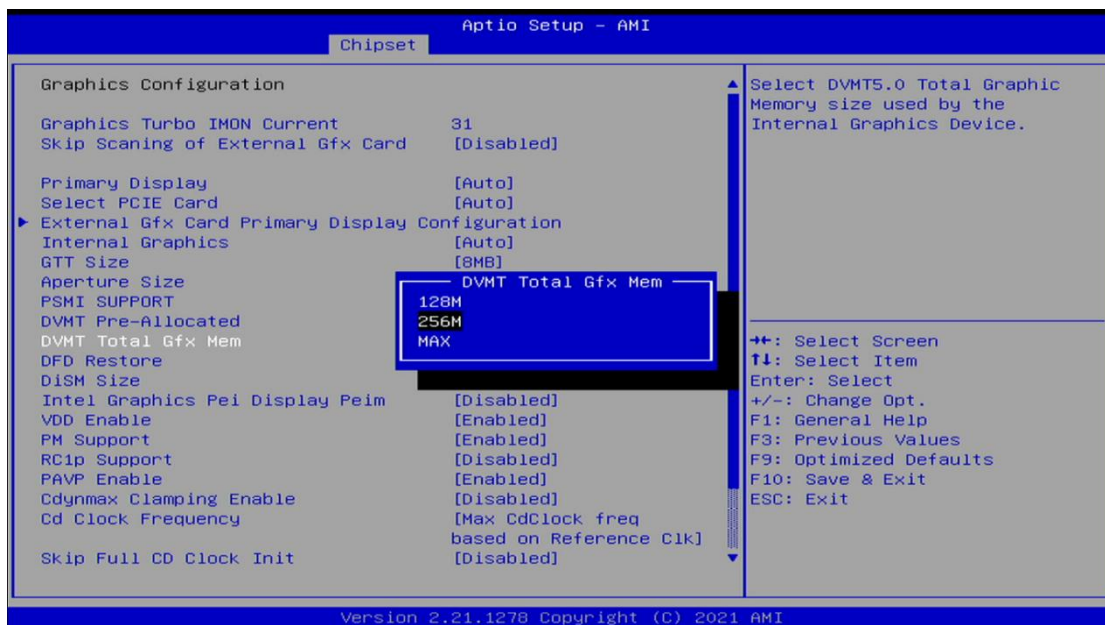 Aptio Setup – AMI
Chipset
Graphics Configuration
Graphics Turbo IMON Current 31
Skip Scaning of External Gfx Card [Disabled]
Primary Display [Auto]
Select PCIE Card [Auto]
External Gfx Card Primary Display Configuration
Internal Graphics [Auto]
GTT Size [8MB]
Aperture Size
PSMI SUPPORT
DVMT Pre-Allocated
DVMT Total Gfx Mem
DFD Restore
DiSM Size
Intel Graphics Pei Display Peim [Disabled]
VDD Enable [Enabled]
PM Support [Enabled]
RC1p Support [Disabled]
PAVP Enable [Enabled]
Cdynmax Clamping Enable [Disabled]
Cd Clock Frequency [Max CdClock freq
based on Reference Clk]
Skip Full CD Clock Init [Disabled]
DVMT Total Gfx Mem
128M
256M
MAX
Select DVMT5.0 Total Graphic
Memory size used by the
Internal Graphics Device.
→←: Select Screen
↑↓: Select Item
Enter: Select
+/-: Change Opt.
F1: General Help
F3: Previous Values
F9: Optimized Defaults
F10: Save & Exit
ESC: Exit
Version 2.21.1278 Copyright (C) 2021 AMI